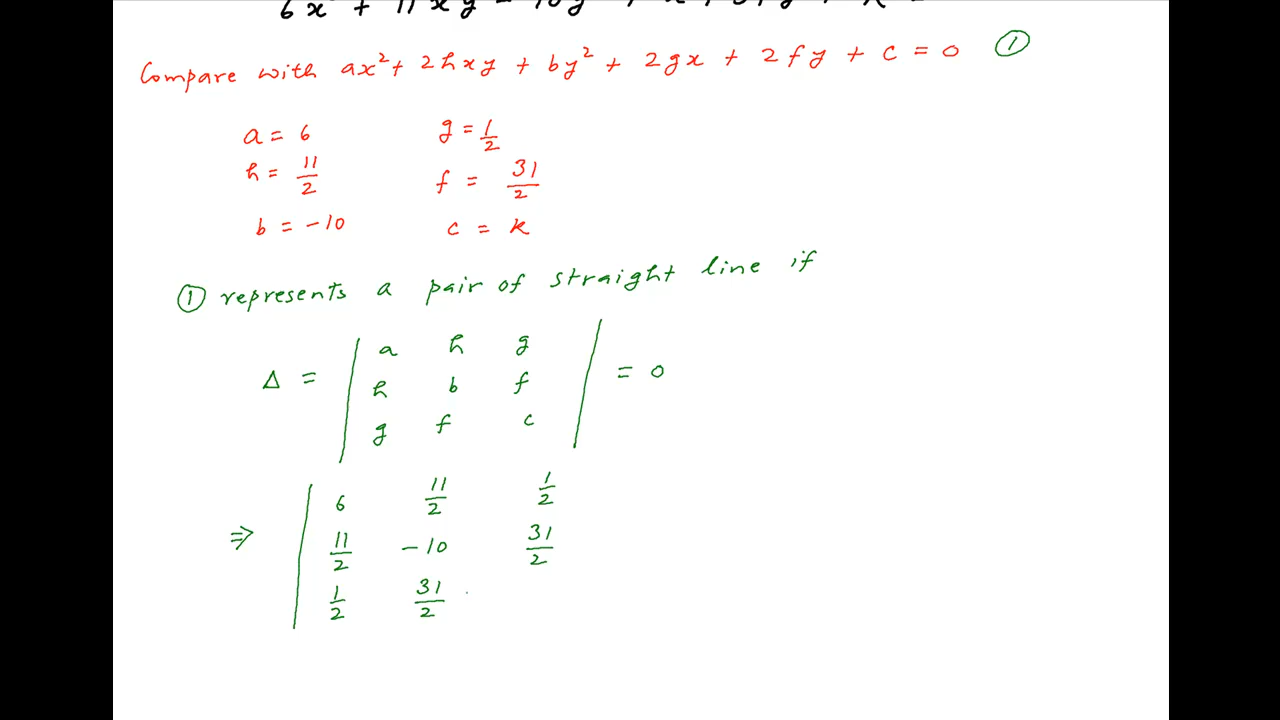 Compare with ax² + 2hxy + by² + 2gx + 2fy + c = 0 ①
a = 6 g = 1/2
h = 11/2 f = 31/2
b = -10 c = k
① represents a pair of straight line if
Δ = | a h g |
| h b f | = 0
| g f c |
⇒ | 6 11/2 1/2
| 11/2 -10 31/2
| 1/2 31/2